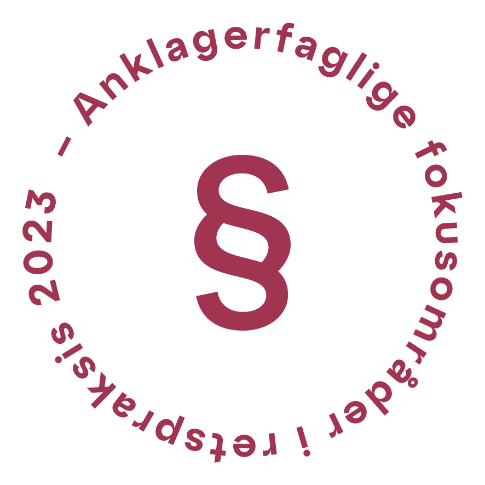 – Anklagerfaglige fokusområder i retspraksis 2023
§